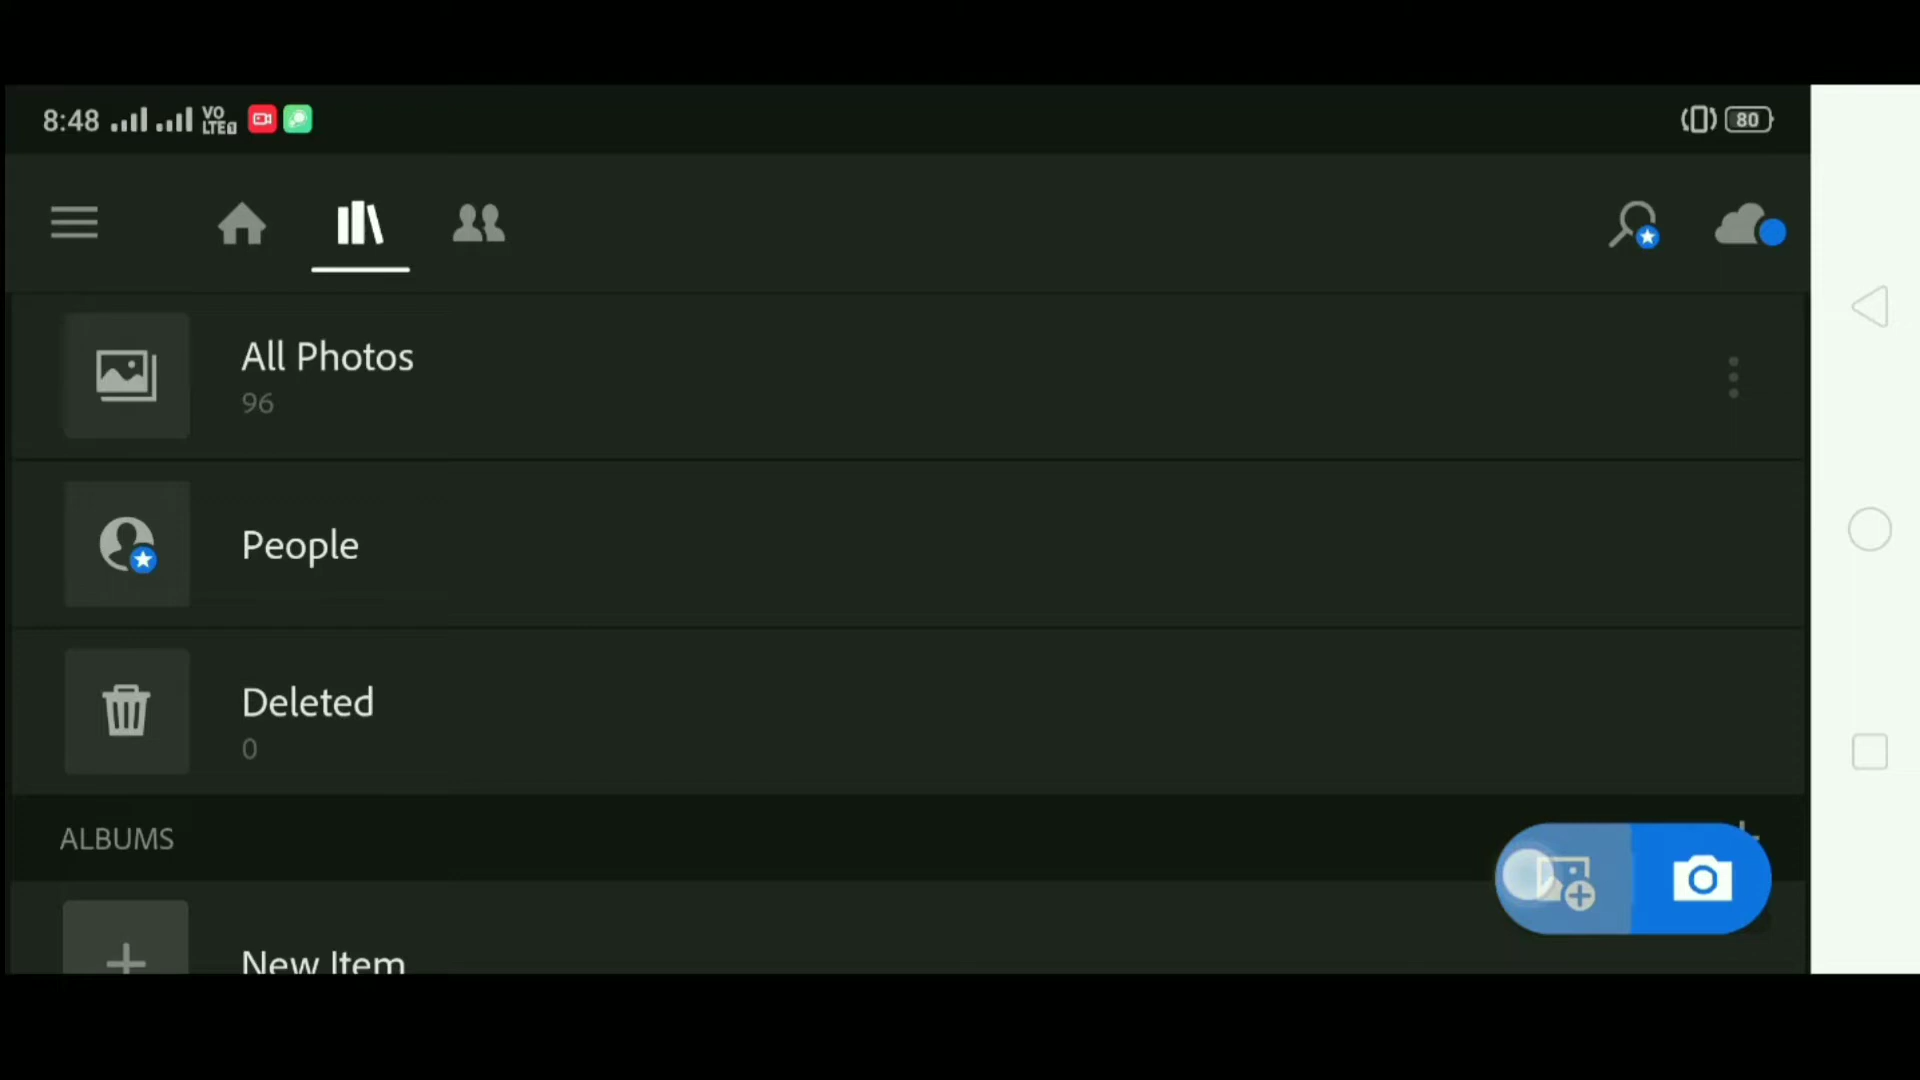 8:48 VO LTE 80
All Photos
96
People
Deleted
0
ALBUMS
New Item